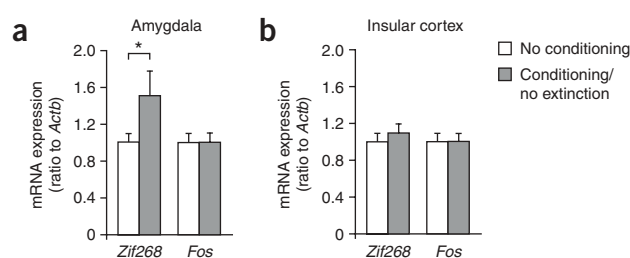 a
Amygdala
mRNA expression
(ratio to Actb)
2.0
1.6
1.2
0.8
0.4
0
*
Zif268 Fos
b
Insular cortex
mRNA expression
(ratio to Actb)
2.0
1.6
1.2
0.8
0.4
0
Zif268 Fos
No conditioning
Conditioning/
no extinction